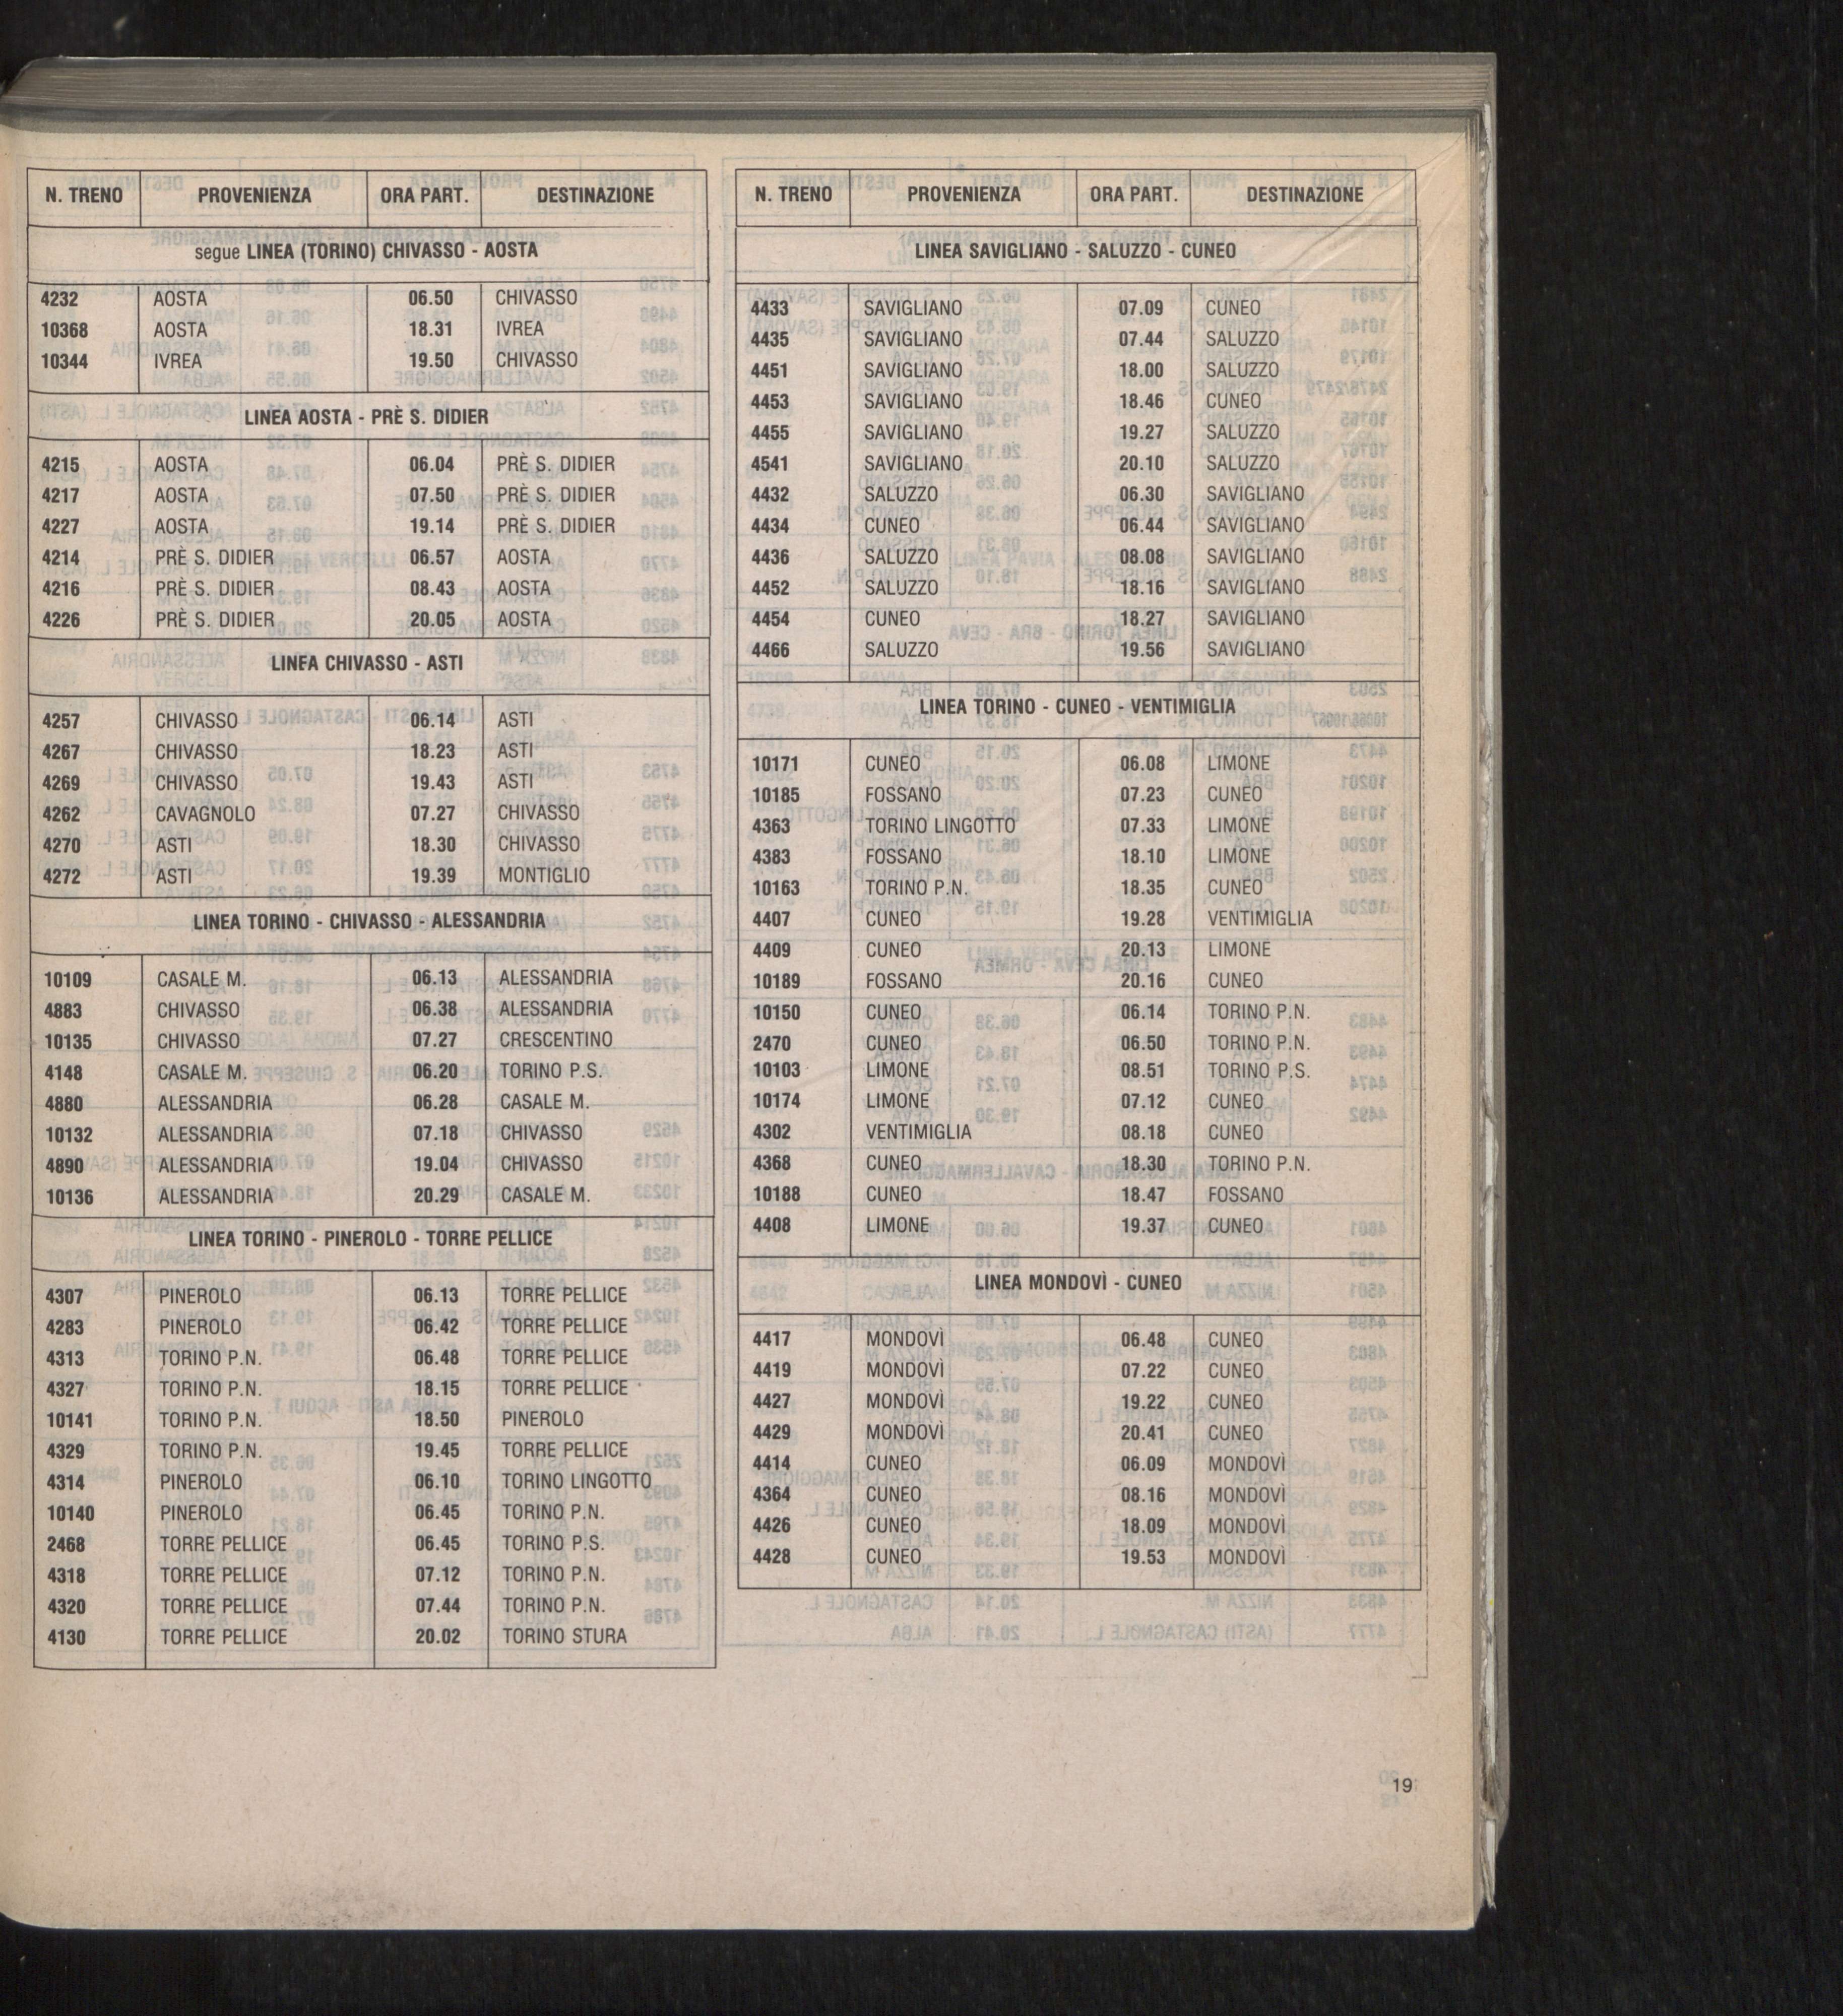 N. TRENO PROVENIENZA ORA PART. DESTINAZIONE
segue LINEA (TORINO) CHIVASSO - AOSTA
4232 AOSTA 06.50 CHIVASSO
10368 AOSTA 18.31 IVREA
10344 IVREA 19.50 CHIVASSO
LINEA AOSTA - PRÈ S. DIDIER
4215 AOSTA 06.04 PRÈ S. DIDIER
4217 AOSTA 07.50 PRÈ S. DIDIER
4227 AOSTA 19.14 PRÈ S. DIDIER
4214 PRÈ S. DIDIER 06.57 AOSTA
4216 PRÈ S. DIDIER 08.43 AOSTA
4226 PRÈ S. DIDIER 20.05 AOSTA
LINEA CHIVASSO - ASTI
4257 CHIVASSO 06.14 ASTI
4267 CHIVASSO 18.23 ASTI
4269 CHIVASSO 19.43 ASTI
4262 CAVAGNOLO 07.27 CHIVASSO
4270 ASTI 18.30 CHIVASSO
4272 ASTI 19.39 MONTIGLIO
LINEA TORINO - CHIVASSO - ALESSANDRIA
10109 CASALE M. 06.13 ALESSANDRIA
4883 CHIVASSO 06.38 ALESSANDRIA
10135 CHIVASSO 07.27 CRESCENTINO
4148 CASALE M. 06.20 TORINO P.S.
4880 ALESSANDRIA 06.28 CASALE M.
10132 ALESSANDRIA 07.18 CHIVASSO
4890 ALESSANDRIA 19.04 CHIVASSO
10136 ALESSANDRIA 20.29 CASALE M.
LINEA TORINO - PINEROLO - TORRE PELLICE
4307 PINEROLO 06.13 TORRE PELLICE
4283 PINEROLO 06.42 TORRE PELLICE
4313 TORINO P.N. 06.48 TORRE PELLICE
4327 TORINO P.N. 18.15 TORRE PELLICE
10141 TORINO P.N. 18.50 PINEROLO
4329 TORINO P.N. 19.45 TORRE PELLICE
4314 PINEROLO 06.10 TORINO LINGOTTO
10140 PINEROLO 06.45 TORINO P.N.
2468 TORRE PELLICE 06.45 TORINO P.S.
4318 TORRE PELLICE 07.12 TORINO P.N.
4320 TORRE PELLICE 07.44 TORINO P.N.
4130 TORRE PELLICE 20.02 TORINO STURA
N. TRENO PROVENIENZA ORA PART. DESTINAZIONE
LINEA SAVIGLIANO - SALUZZO - CUNEO
4433 SAVIGLIANO 07.09 CUNEO
4435 SAVIGLIANO 07.44 SALUZZO
4451 SAVIGLIANO 18.00 SALUZZO
4453 SAVIGLIANO 18.46 CUNEO
4455 SAVIGLIANO 19.27 SALUZZO
4541 SAVIGLIANO 20.10 SALUZZO
4432 SALUZZO 06.30 SAVIGLIANO
4434 CUNEO 06.44 SAVIGLIANO
4436 SALUZZO 08.08 SAVIGLIANO
4452 SALUZZO 18.16 SAVIGLIANO
4454 CUNEO 18.27 SAVIGLIANO
4466 SALUZZO 19.56 SAVIGLIANO
LINEA TORINO - CUNEO - VENTIMIGLIA
10171 CUNEO 06.08 LIMONE
10185 FOSSANO 07.23 CUNEO
4363 TORINO LINGOTTO 07.33 LIMONE
4383 FOSSANO 18.10 LIMONE
10163 TORINO P.N. 18.35 CUNEO
4407 CUNEO 19.28 VENTIMIGLIA
4409 CUNEO 20.13 LIMONE
10189 FOSSANO 20.16 CUNEO
10150 CUNEO 06.14 TORINO P.N.
2470 CUNEO 06.50 TORINO P.N.
10103 LIMONE 08.51 TORINO P.S.
10174 LIMONE 07.12 CUNEO
4302 VENTIMIGLIA 08.18 CUNEO
4368 CUNEO 18.30 TORINO P.N.
10188 CUNEO 18.47 FOSSANO
4408 LIMONE 19.37 CUNEO
LINEA MONDOVÌ - CUNEO
4417 MONDOVÌ 06.48 CUNEO
4419 MONDOVÌ 07.22 CUNEO
4427 MONDOVÌ 19.22 CUNEO
4429 MONDOVÌ 20.41 CUNEO
4414 CUNEO 06.09 MONDOVÌ
4364 CUNEO 08.16 MONDOVÌ
4426 CUNEO 18.09 MONDOVÌ
4428 CUNEO 19.53 MONDOVÌ
19